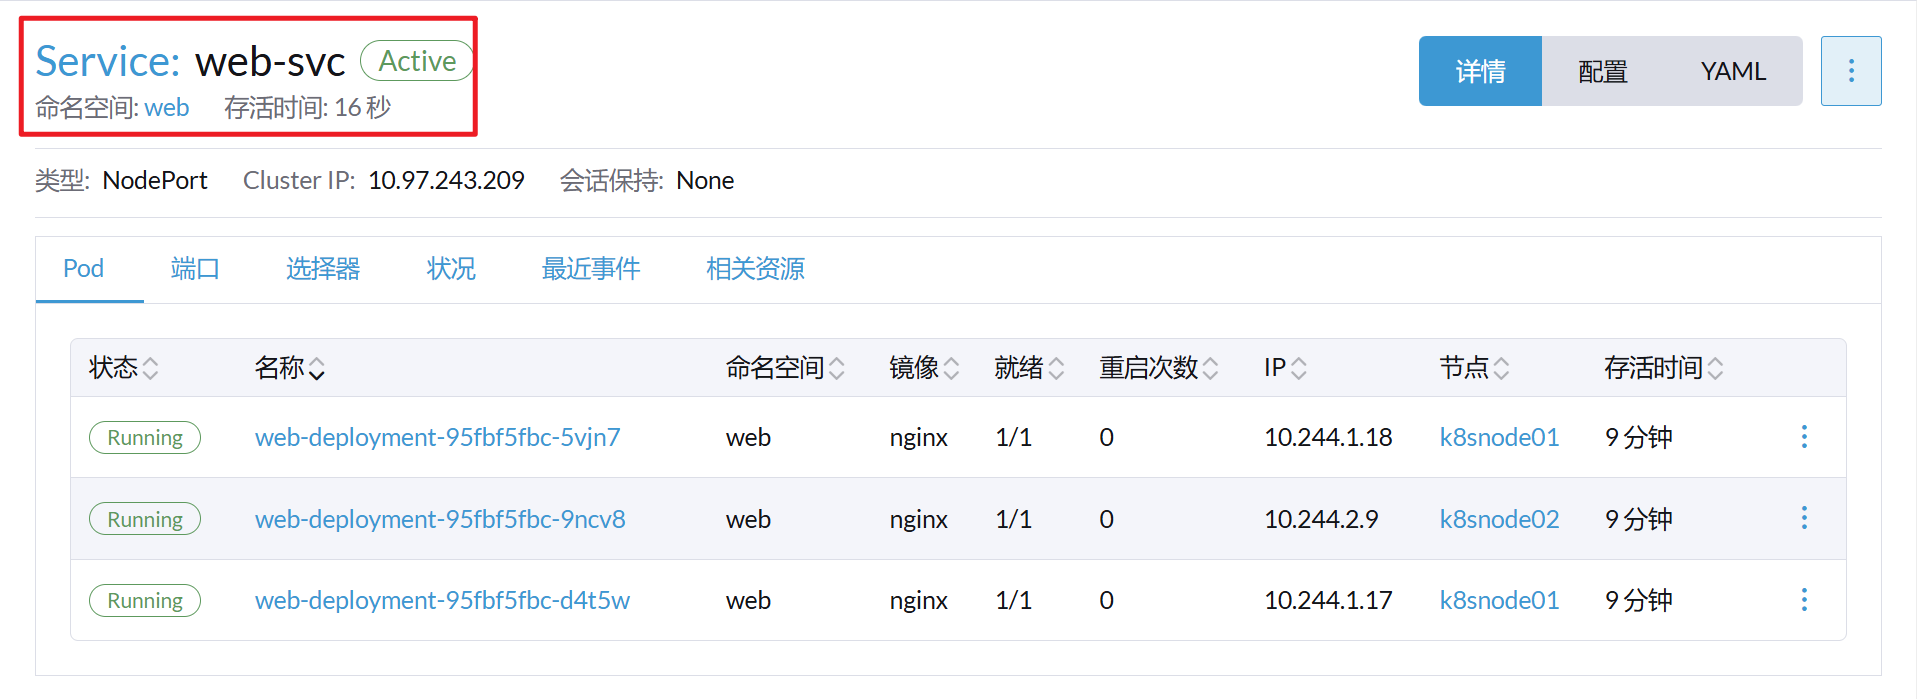 Service: web-svc Active
命名空间: web 存活时间: 16 秒
详情 配置 YAML
类型: NodePort Cluster IP: 10.97.243.209 会话保持: None
Pod 端口 选择器 状况 最近事件 相关资源
状态 名称 命名空间 镜像 就绪 重启次数 IP 节点 存活时间
Running web-deployment-95fbf5fbc-5vjn7 web nginx 1/1 0 10.244.1.18 k8snode01 9 分钟
Running web-deployment-95fbf5fbc-9ncv8 web nginx 1/1 0 10.244.2.9 k8snode02 9 分钟
Running web-deployment-95fbf5fbc-d4t5w web nginx 1/1 0 10.244.1.17 k8snode01 9 分钟